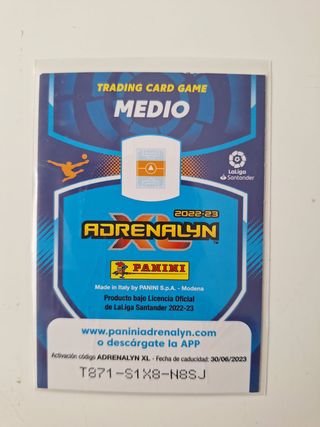 TRADING CARD GAME
MEDIO
LaLiga
Santander
2022-23
ADRENALYN
XL™
PANINI
Made in Italy by PANINI S.p.A. - Modena
Producto bajo Licencia Oficial
de LaLiga Santander 2022-23
www.paniniadrenalyn.com
o descárgate la APP
Activación código ADRENALYN XL - Fecha de caducidad: 30/06/2023
T871-S1X8-N8SJ